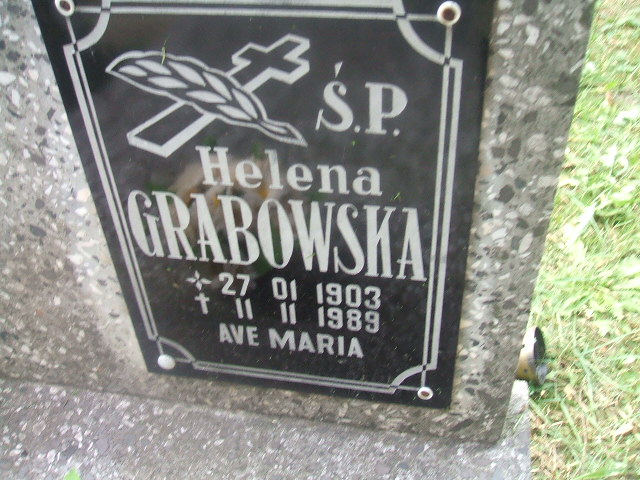 Ś.P.
Helena
GRABOWSKA
27 01 1903
† 11 11 1989
AVE MARIA